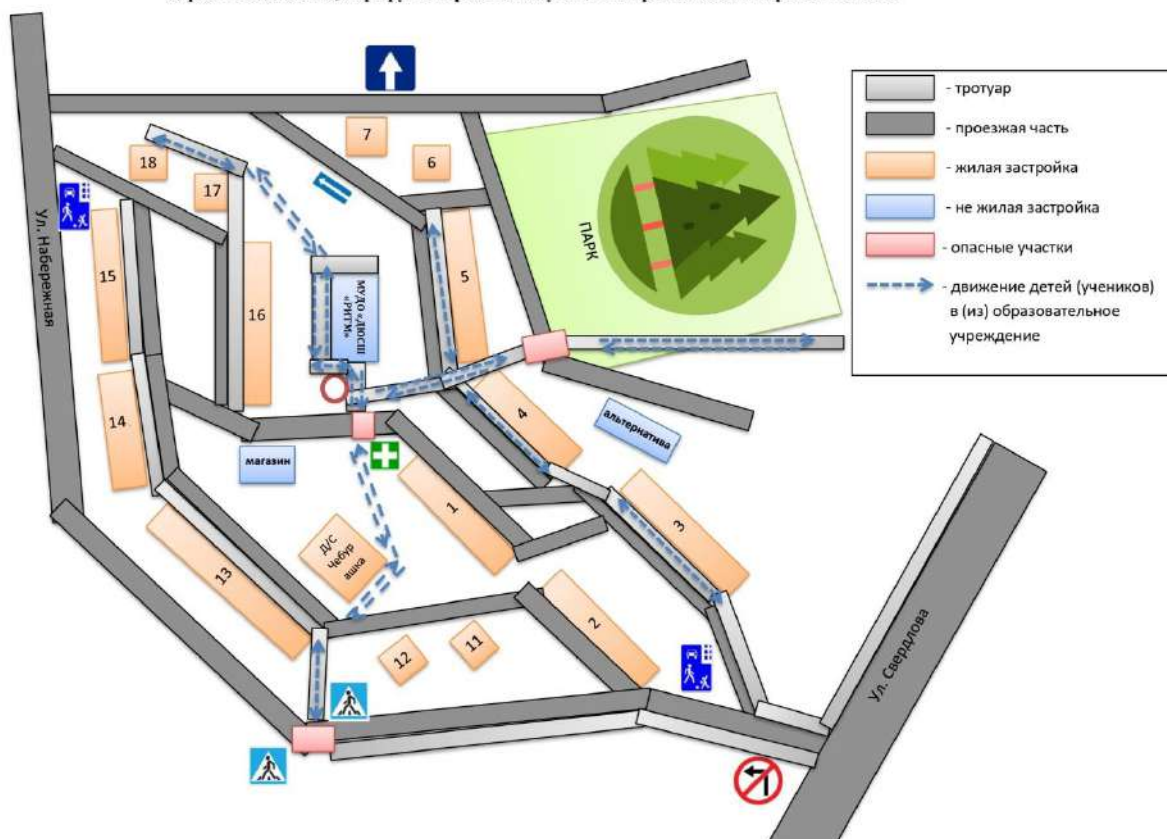 - тротуар
- проезжая часть
- жилая застройка
- не жилая застройка
- опасные участки
- движение детей (учеников)
в (из) образовательное
учреждение
Ул. Набережная
7
6
18
17
15
16
5
14
МУДО «ДЮСШ
«РИТМ»
ПАРК
4
альтернатива
магазин
1
3
Д/С
Чебур
ашка
13
2
12
11
Ул. Свердлова